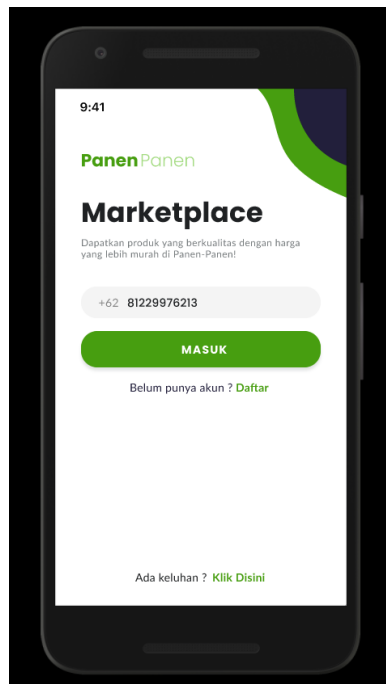 9:41
PanenPanen
Marketplace
Dapatkan produk yang berkualitas dengan harga
yang lebih murah di Panen-Panen!
+62 81229976213
MASUK
Belum punya akun ? Daftar
Ada keluhan ? Klik Disini